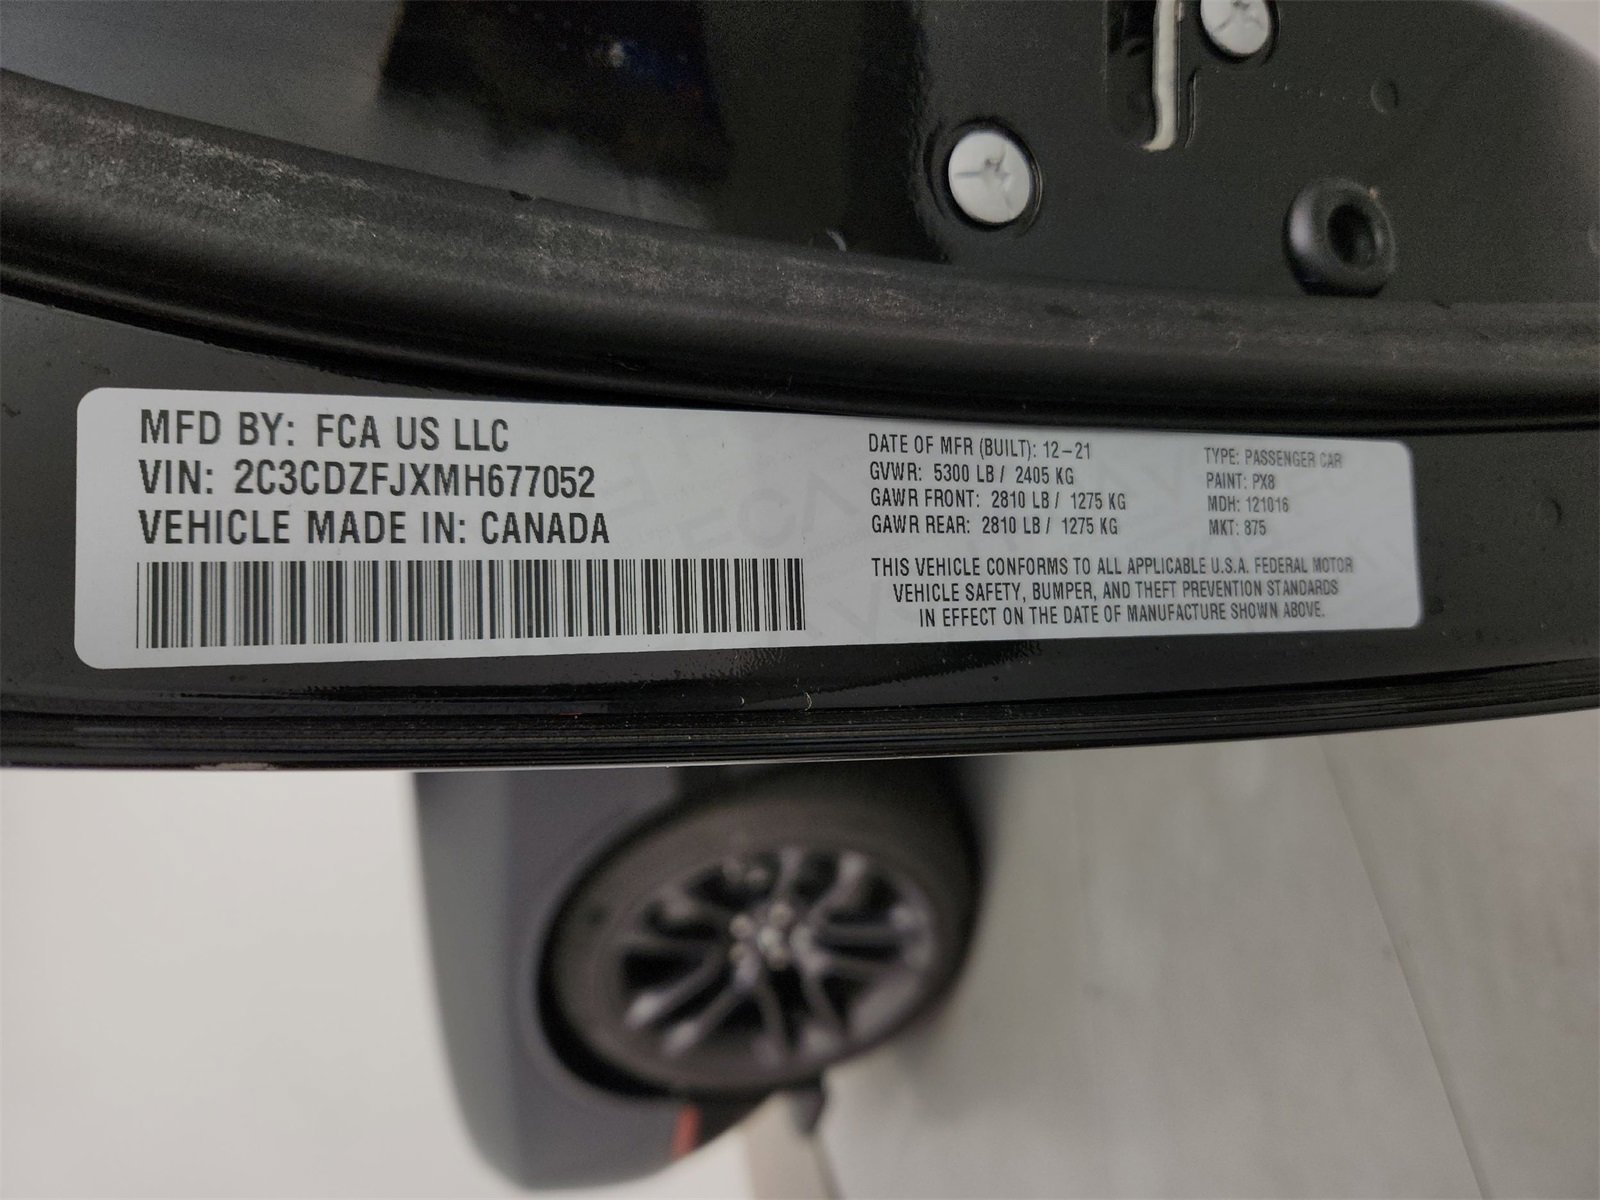 MFD BY: FCA US LLC
VIN: 2C3CDZFJXMH677052
VEHICLE MADE IN: CANADA
DATE OF MFR (BUILT): 12-21
GVWR: 5300 LB / 2405 KG
GAWR FRONT: 2810 LB / 1275 KG
GAWR REAR: 2810 LB / 1275 KG
TYPE: PASSENGER CAR
PAINT: PX8
MDH: 121016
MKT: 875
THIS VEHICLE CONFORMS TO ALL APPLICABLE U.S.A. FEDERAL MOTOR
VEHICLE SAFETY, BUMPER, AND THEFT PREVENTION STANDARDS
IN EFFECT ON THE DATE OF MANUFACTURE SHOWN ABOVE.